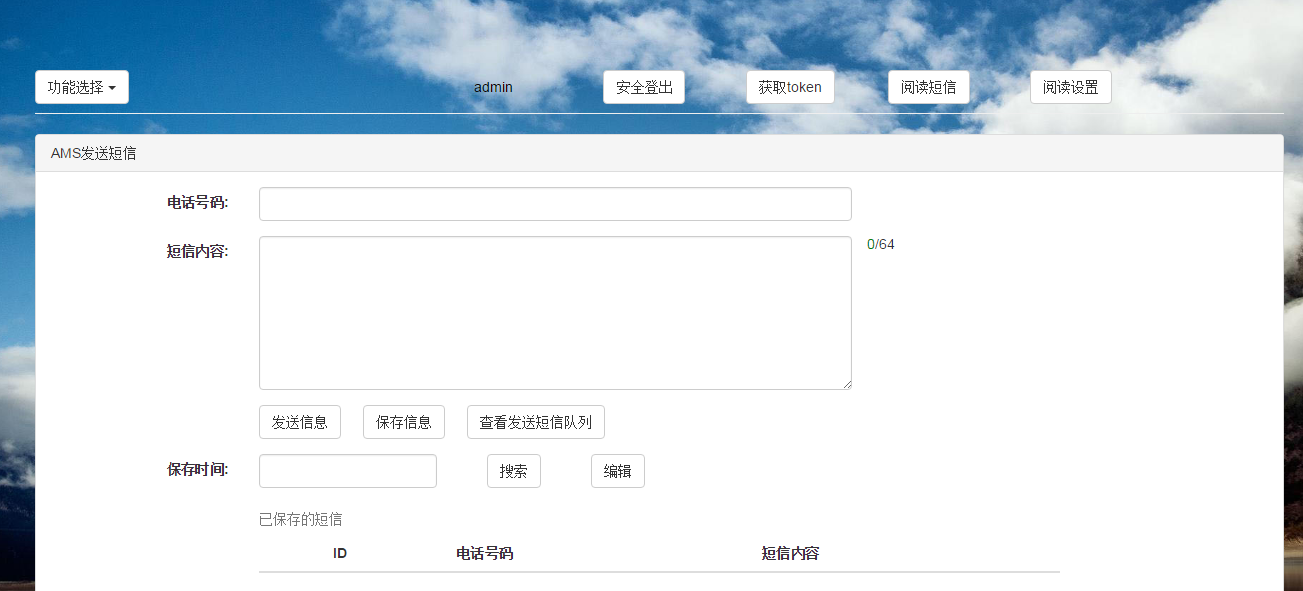 功能选择 admin 安全登出 获取token 阅读短信 阅读设置
AMS发送短信
电话号码:
短信内容: 0/64
发送信息 保存信息 查看发送短信队列
保存时间: 搜索 编辑
已保存的短信
ID 电话号码 短信内容